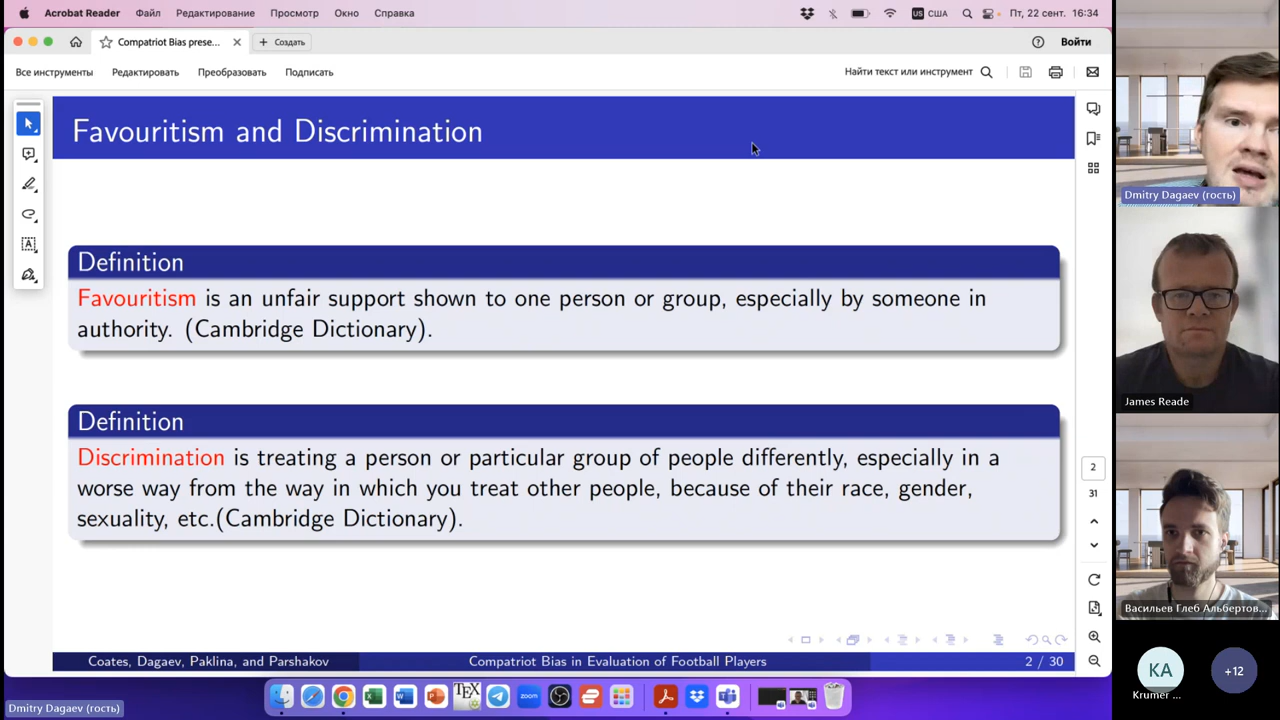 Acrobat Reader Файл Редактирование Просмотр Окно Справка US США Пт, 22 сент. 16:34
Compatriot Bias prese... Создать Войти
Все инструменты Редактировать Преобразовать Подписать Найти текст или инструмент
Favouritism and Discrimination
Definition
Favouritism is an unfair support shown to one person or group, especially by someone in
authority. (Cambridge Dictionary).
Definition
Discrimination is treating a person or particular group of people differently, especially in a
worse way from the way in which you treat other people, because of their race, gender,
sexuality, etc.(Cambridge Dictionary).
2
31
Coates, Dagaev, Paklina, and Parshakov Compatriot Bias in Evaluation of Football Players 2 / 30
TEX zoom
Dmitry Dagaev (гость)
Dmitry Dagaev (гость)
James Reade
Васильев Глеб Альбертов...
KA +12
Krumer ...